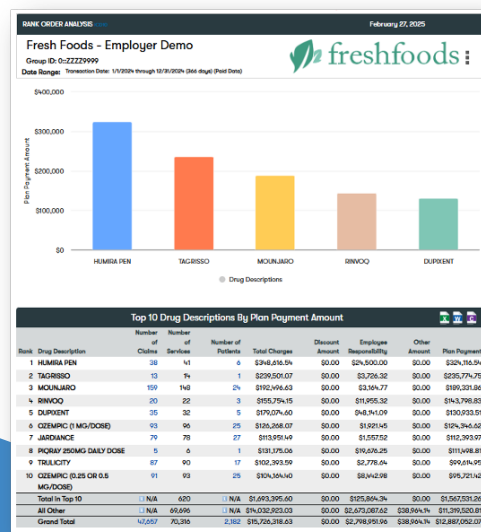 RANK ORDER ANALYSIS
February 27, 2025
Fresh Foods - Employer Demo
Group ID: 0::ZZZZ9999
Date Range: Transaction Date: 1/1/2024 through 12/31/2024 (366 days) (Paid Data)
freshfoods
$400,000
$300,000
$200,000
$100,000
$0
Plan Payment Amount
HUMIRA PEN TAGRISSO MOUNJARO RINVOQ DUPIXENT
Drug Descriptions
Top 10 Drug Descriptions By Plan Payment Amount
Rank Drug Description Number of Claims Number of Services Number of Patients Total Charges Discount Amount Employee Responsibility Other Amount Plan Payment
1 HUMIRA PEN 38 41 6 $348,616.54 $0.00 $24,500.00 $0.00 $324,116.54
2 TAGRISSO 13 14 1 $239,501.07 $0.00 $3,726.32 $0.00 $235,774.75
3 MOUNJARO 159 148 24 $192,496.63 $0.00 $3,164.77 $0.00 $189,331.86
4 RINVOQ 20 22 3 $155,754.15 $0.00 $11,955.32 $0.00 $143,798.83
5 DUPIXENT 35 32 5 $179,074.60 $0.00 $48,141.09 $0.00 $130,933.51
6 OZEMPIC (1 MG/DOSE) 93 96 25 $126,268.07 $0.00 $1,921.45 $0.00 $124,346.62
7 JARDIANCE 79 78 27 $113,951.49 $0.00 $1,557.52 $0.00 $112,393.97
8 PIQRAY 250MG DAILY DOSE 5 6 1 $131,175.06 $0.00 $19,676.25 $0.00 $111,498.81
9 TRULICITY 87 90 17 $102,393.59 $0.00 $2,778.64 $0.00 $99,614.95
10 OZEMPIC (0.25 OR 0.5 MG/DOSE) 91 93 25 $104,164.40 $0.00 $8,442.98 $0.00 $95,721.42
Total in Top 10 N/A 620 N/A $1,693,395.60 $0.00 $125,864.34 $0.00 $1,567,531.26
All Other N/A 69,696 N/A $14,032,923.03 $0.00 $2,673,087.62 $38,964.14 $11,319,520.81
Grand Total 47,657 70,316 2,182 $15,726,318.63 $0.00 $2,798,951.96 $38,964.14 $12,887,052.07